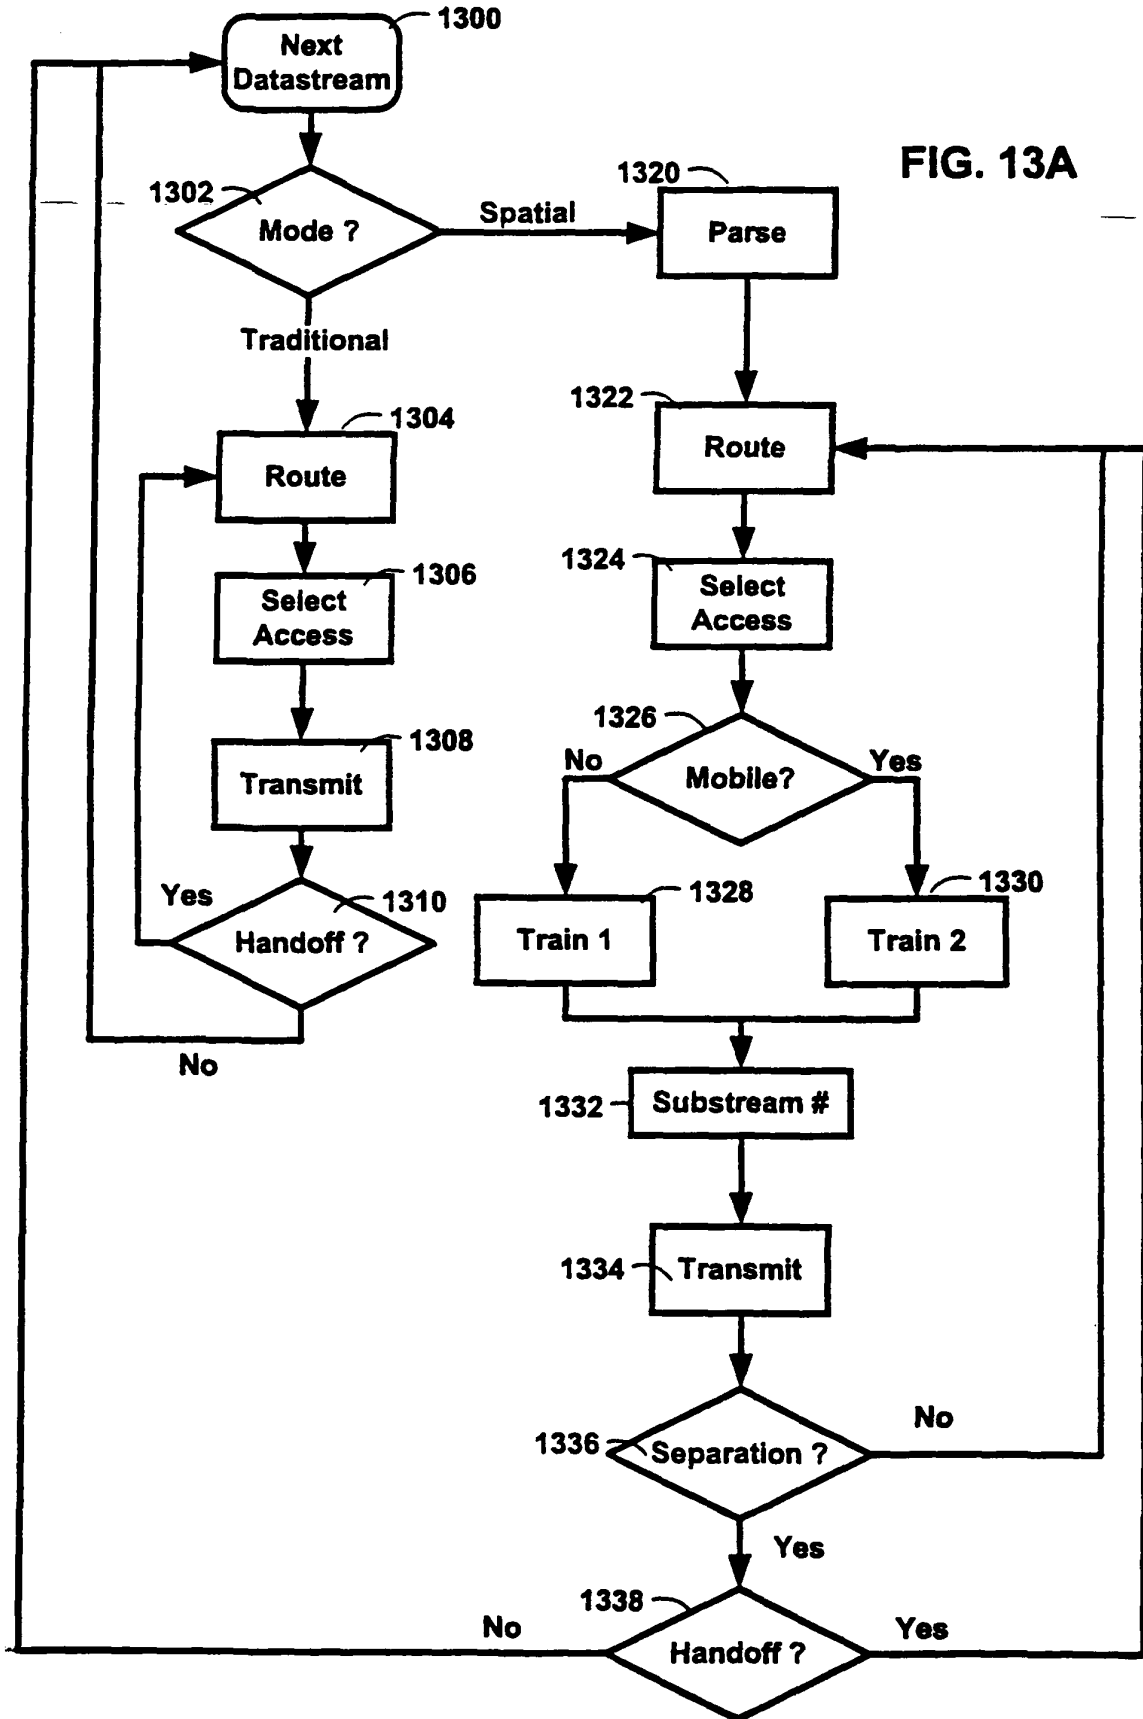 1300
Next
Datastream
FIG. 13A
1302
Mode ?
Spatial
1320
Parse
Traditional
1304
Route
1322
Route
1306
Select
Access
1324
Select
Access
1308
Transmit
1326
No
Mobile?
Yes
Yes
1310
Handoff ?
No
1328
Train 1
1330
Train 2
1332
Substream #
1334
Transmit
1336
Separation ?
No
Yes
1338
No
Handoff ?
Yes